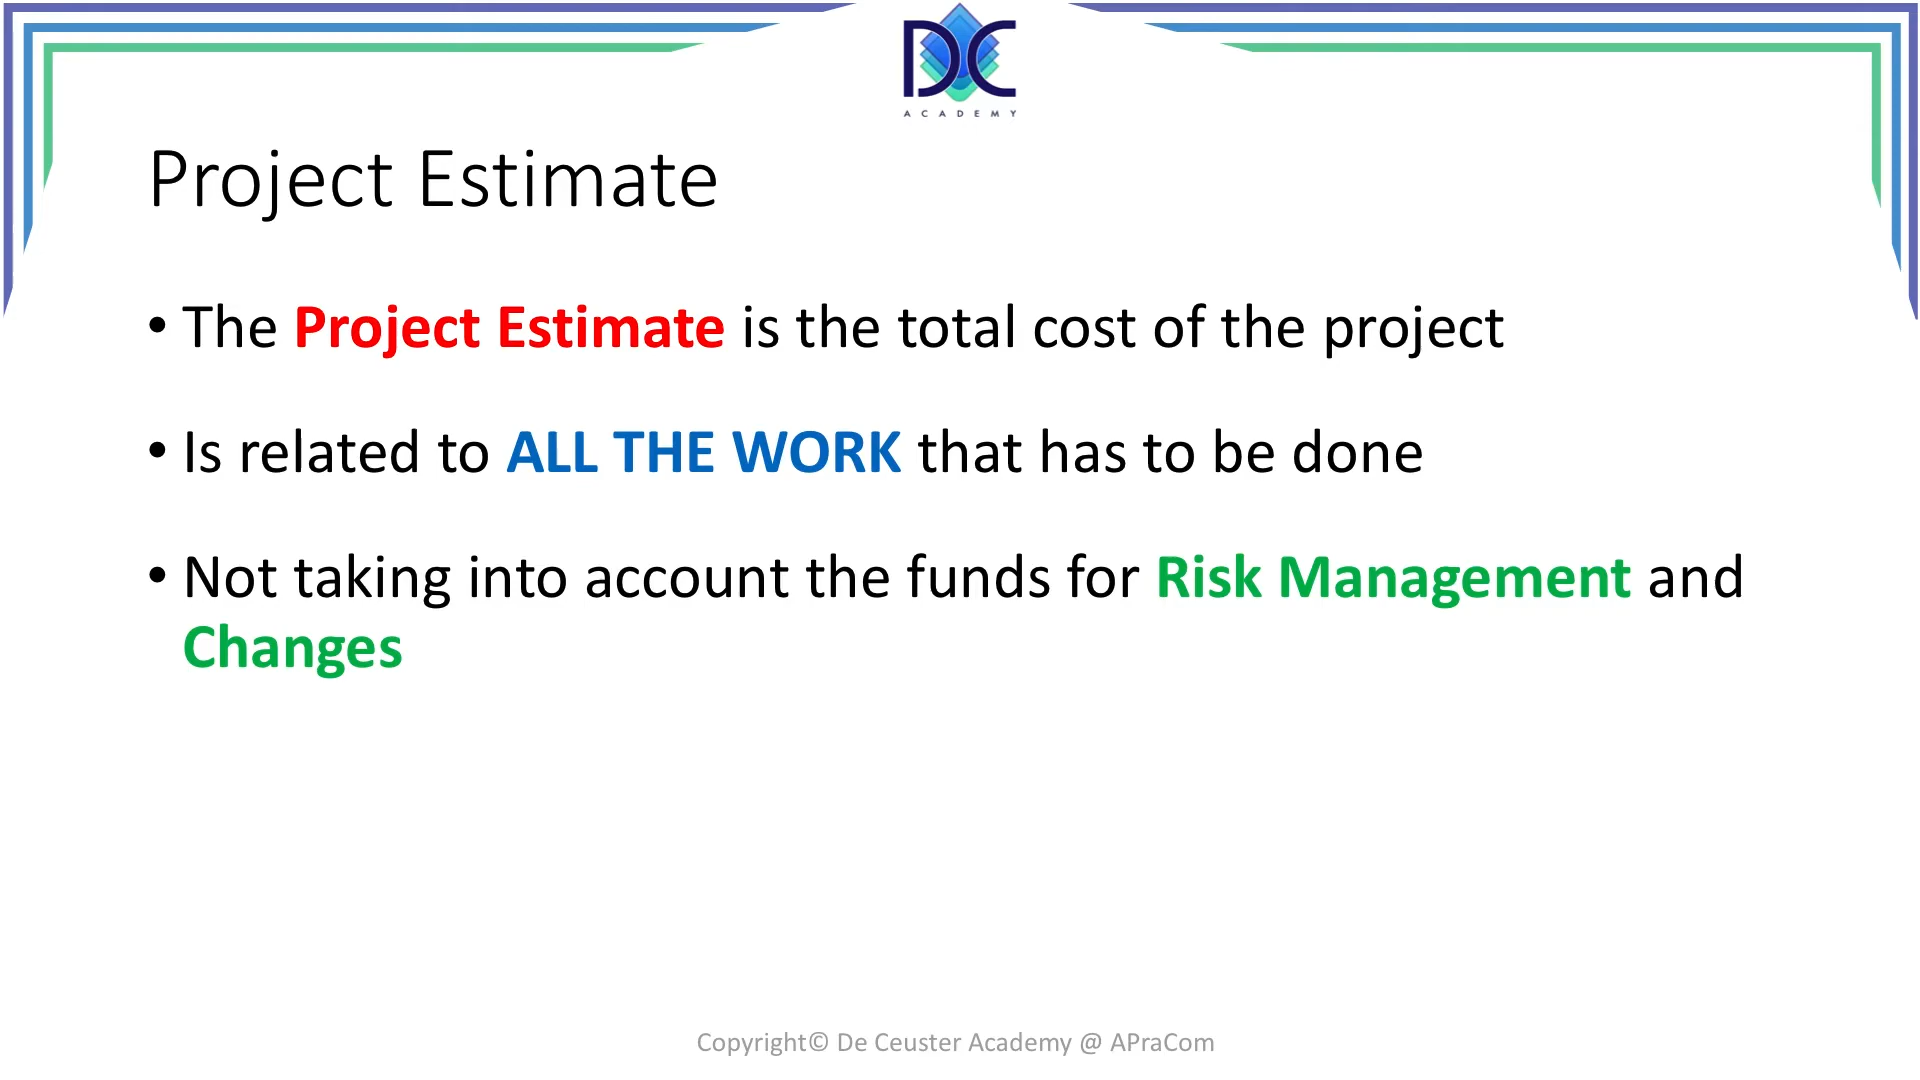 DC
ACADEMY
Project Estimate
• The Project Estimate is the total cost of the project
• Is related to ALL THE WORK that has to be done
• Not taking into account the funds for Risk Management and
Changes
Copyright© De Ceuster Academy @ APraCom